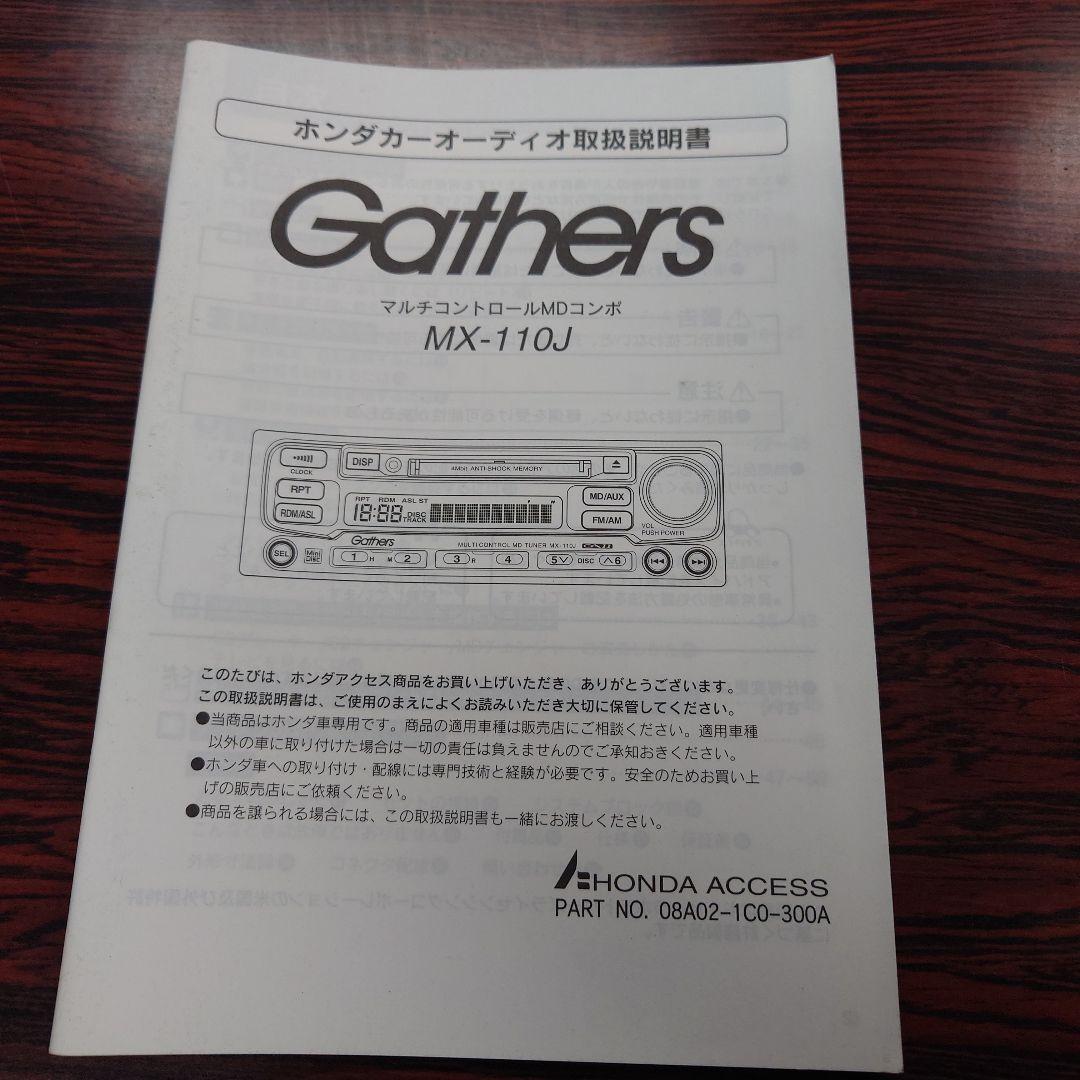 ホンダカーオーディオ取扱説明書
Gathers
マルチコントロールMDコンポ
MX-110J
CLOCK
DISP
4Mbit ANTI-SHOCK MEMORY
RPT
RPT RDM ASL ST
MD/AUX
RDM/ASL
18:88 DISC TRACK
FM/AM
VOL
PUSH POWER
Gathers
MULTI CONTROL MD TUNER MX-110J
SEL
Mini DISC
1 H M 2 3 R 4 5 DISC 6
このたびは、ホンダアクセス商品をお買い上げいただき、ありがとうございます。
この取扱説明書は、ご使用のまえによくお読みいただき大切に保管してください。
●当商品はホンダ車専用です。商品の適用車種は販売店にご相談ください。適用車種
以外の車に取り付けた場合は一切の責任は負えませんのでご承知おきください。
●ホンダ車への取り付け・配線には専門技術と経験が必要です。安全のためお買い上
げの販売店にご依頼ください。
●商品を譲られる場合には、この取扱説明書も一緒にお渡しください。
HONDA ACCESS
PART NO. 08A02-1C0-300A